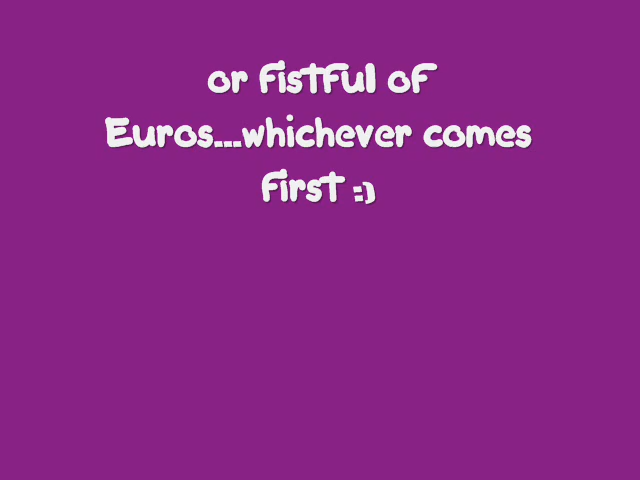 or fistful of
Euros...whichever comes
first :)